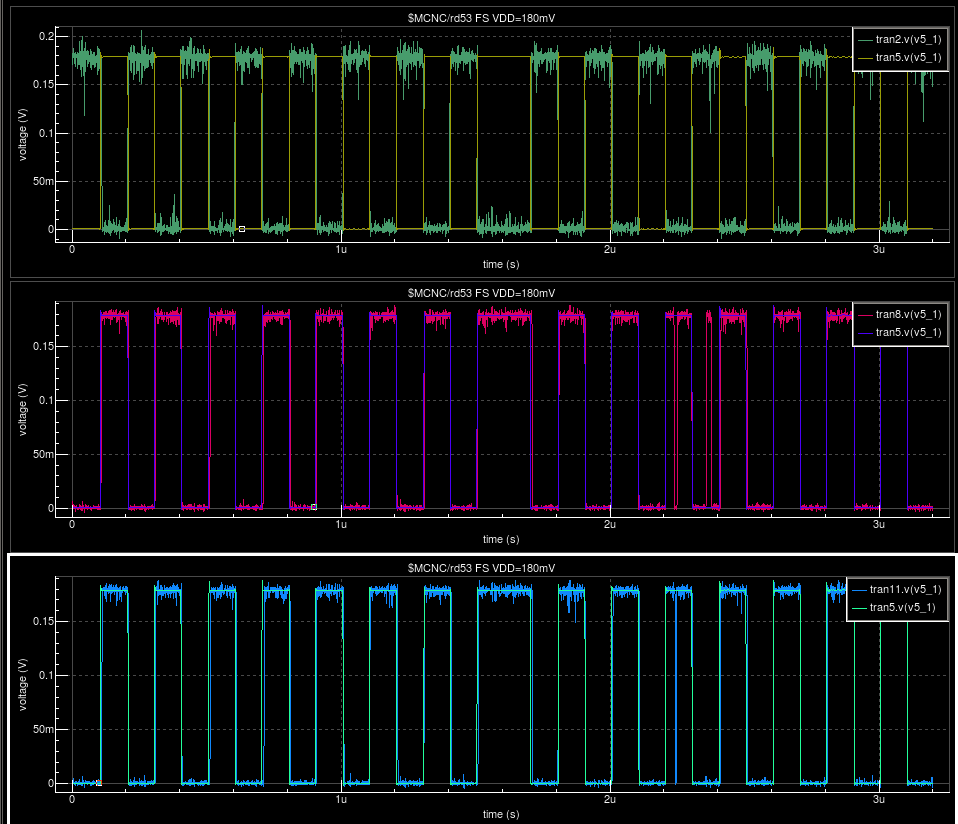 $MCNC/rd53 FS VDD=180mV
tran2.v(v5_1)
tran5.v(v5_1)
voltage (V)
0.2
0.15
0.1
50m
0
0 1u 2u 3u
time (s)
$MCNC/rd53 FS VDD=180mV
tran8.v(v5_1)
tran5.v(v5_1)
voltage (V)
0.15
0.1
50m
0
0 1u 2u 3u
time (s)
$MCNC/rd53 FS VDD=180mV
tran11.v(v5_1)
tran5.v(v5_1)
voltage (V)
0.15
0.1
50m
0
0 1u 2u 3u
time (s)